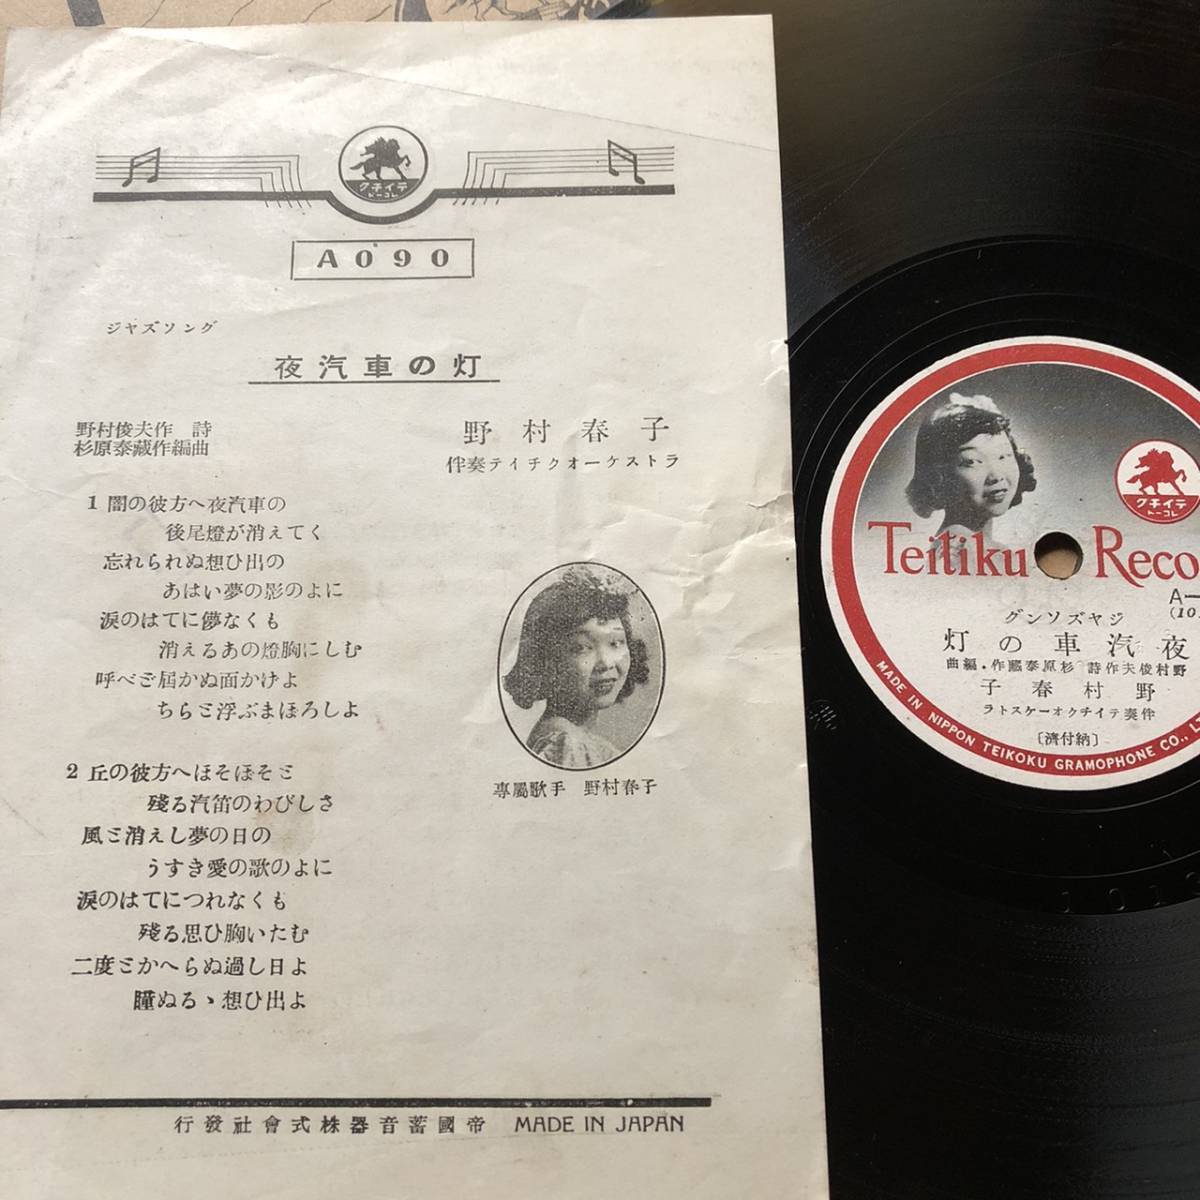 クチイテ
トーコレ
A090
ジャズソング
夜汽車の灯
野村俊夫作詩
杉原泰藏作編曲
野村春子
伴奏テイチクオーケストラ
1 闇の彼方へ夜汽車の
後尾燈が消えてく
忘れられぬ想ひ出の
あはい夢の影のよに
涙のはてに儚なくも
消えるあの燈胸にしむ
呼べど屆かぬ面かけよ
ちらと浮ぶまほろしよ
2 丘の彼方へほそほそと
殘る汽笛のわびしさ
風と消えし夢の日の
うすき愛の歌のよに
涙のはてにつれなくも
殘る思ひ胸いたむ
二度とかへらぬ過し日よ
瞳ぬるゝ想ひ出よ
專屬歌手 野村春子
行發社會式株器音蓄國帝 MADE IN JAPAN
クチイテ
トーコレ
Teitiku Reco
A—
(10
グンソズヤジ
灯の車汽夜
曲編・作藏泰原杉 詩作夫俊村野
子春村野
ラトスケーオクチイテ奏伴
〔濟付納〕
MADE IN NIPPON TEIKOKU GRAMOPHONE CO., LT